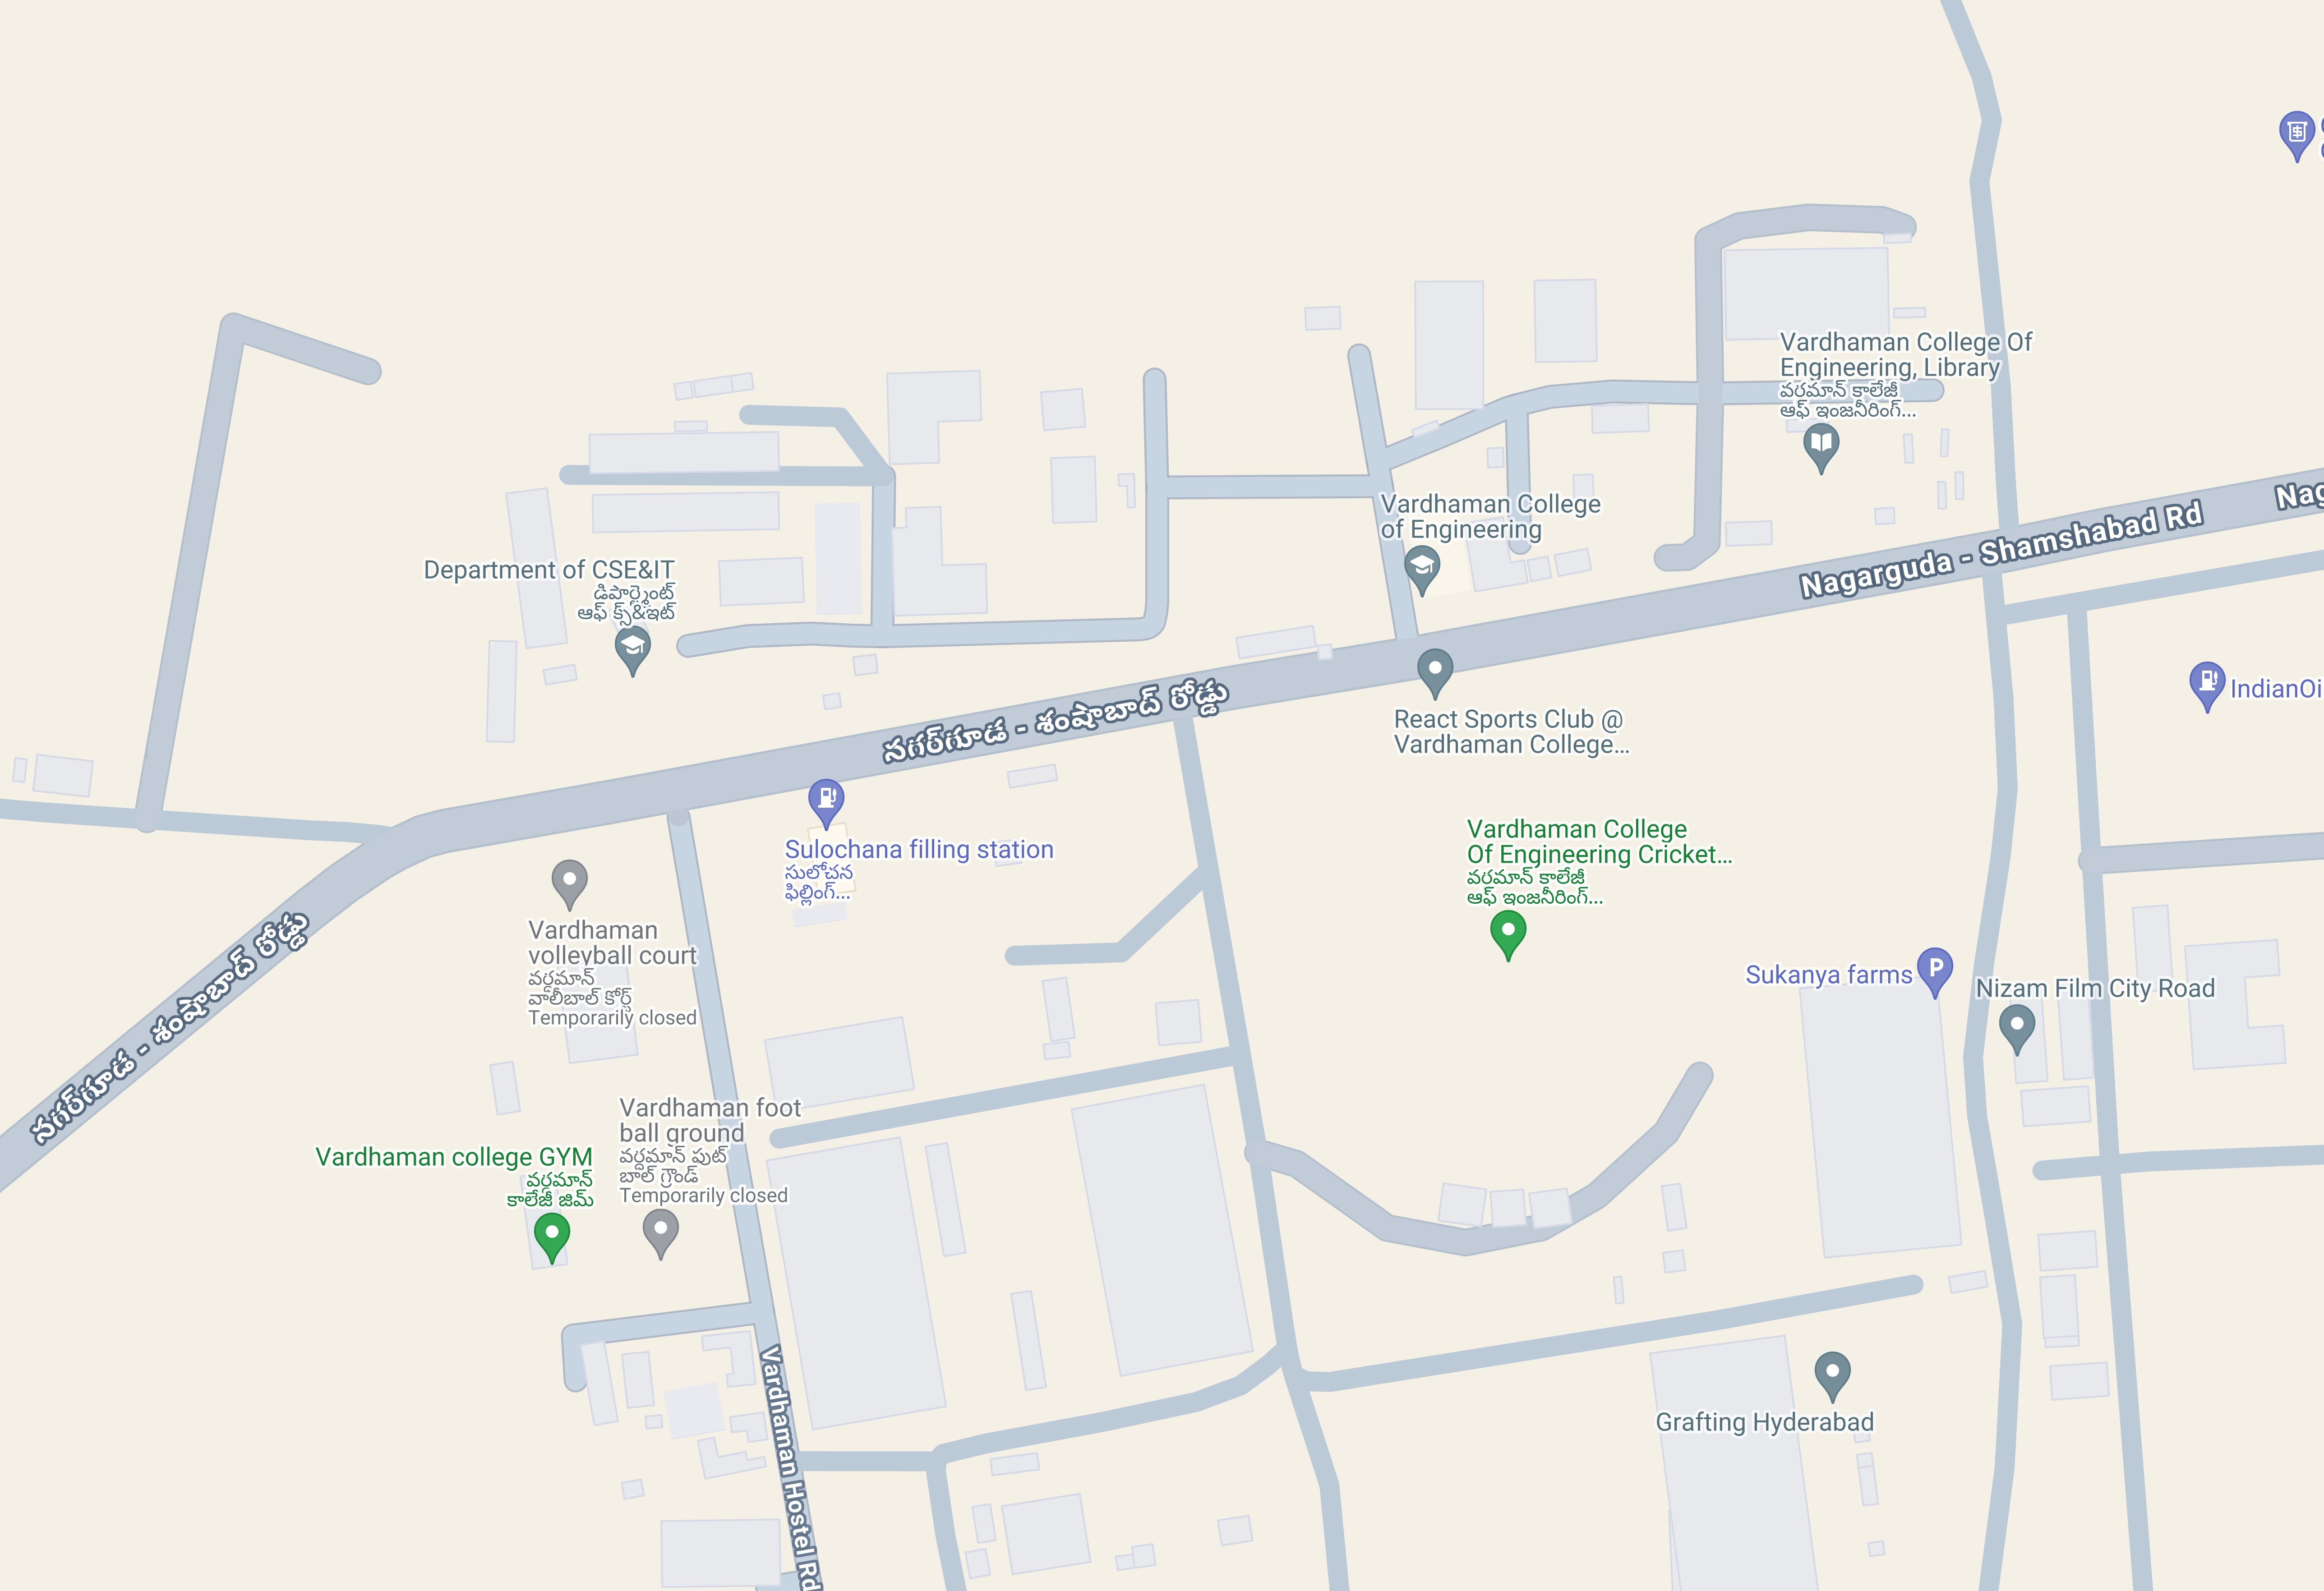 Vardhaman College Of
Engineering, Library
వర్ధమాన్ కాలేజీ
ఆఫ్ ఇంజనీరింగ్...
Vardhaman College
of Engineering
Nagarguda - Shamshabad Rd
Nag
Department of CSE&IT
డిపార్ట్మెంట్
ఆఫ్ క్స్&ఇట్
నగర్‌గూడ - శంషాబాద్ రోడ్డు
React Sports Club @
Vardhaman College...
IndianOi
Sulochana filling station
సులోచన
ఫిల్లింగ్...
Vardhaman College
Of Engineering Cricket...
వర్ధమాన్ కాలేజీ
ఆఫ్ ఇంజనీరింగ్...
Vardhaman
volleyball court
వర్ధమాన్
వాలీబాల్ కోర్ట్
Temporarily closed
నగర్‌గూడ - శంషాబాద్ రోడ్డు
Sukanya farms
P
Nizam Film City Road
Vardhaman foot
ball ground
వర్ధమాన్ ఫుట్
బాల్ గ్రౌండ్
Temporarily closed
Vardhaman college GYM
వర్ధమాన్
కాలేజీ జిమ్
Vardhaman Hostel Rd
Grafting Hyderabad